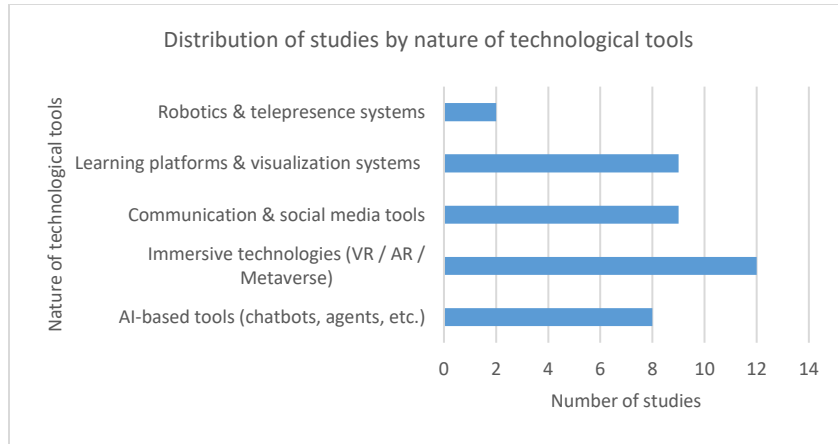 Distribution of studies by nature of technological tools
Nature of technological tools
Robotics & telepresence systems
Learning platforms & visualization systems
Communication & social media tools
Immersive technologies (VR / AR /
Metaverse)
AI-based tools (chatbots, agents, etc.)
0 2 4 6 8 10 12 14
Number of studies